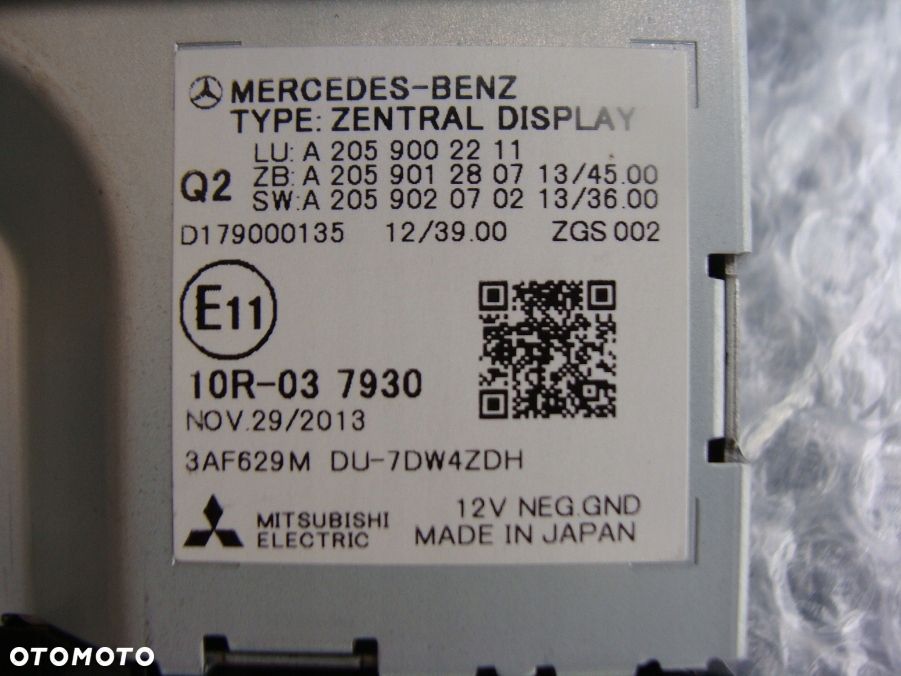 MERCEDES-BENZ
TYPE: ZENTRAL DISPLAY
LU: A 205 900 22 11
Q2 ZB: A 205 901 28 07 13/45.00
SW: A 205 902 07 02 13/36.00
D179000135 12/39.00 ZGS 002
E11
10R-03 7930
NOV.29/2013
3AF629M DU-7DW4ZDH
12V NEG.GND
MITSUBISHI
ELECTRIC
MADE IN JAPAN
OTOMOTO